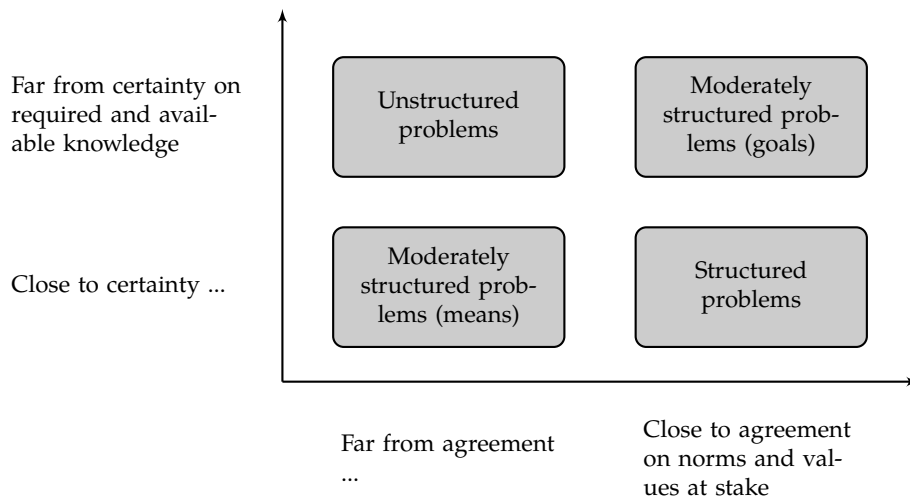 Far from certainty on
required and avail-
able knowledge
Unstructured
problems
Moderately
structured prob-
lems (goals)
Close to certainty ...
Moderately
structured prob-
lems (means)
Structured
problems
Far from agreement
...
Close to agreement
on norms and val-
ues at stake